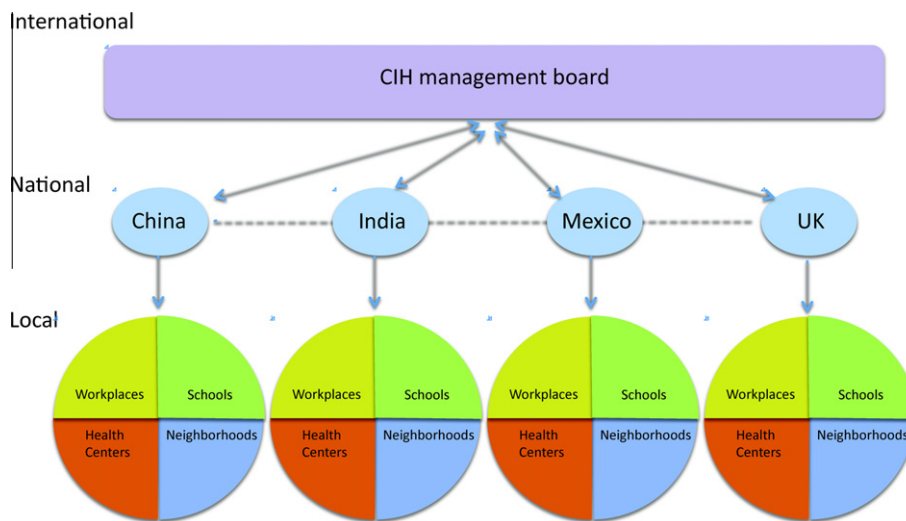 International
CIH management board
National
China
India
Mexico
UK
Local
Workplaces
Schools
Health
Centers
Neighborhoods
Workplaces
Schools
Health
Centers
Neighborhoods
Workplaces
Schools
Health
Centers
Neighborhoods
Workplaces
Schools
Health
Centers
Neighborhoods